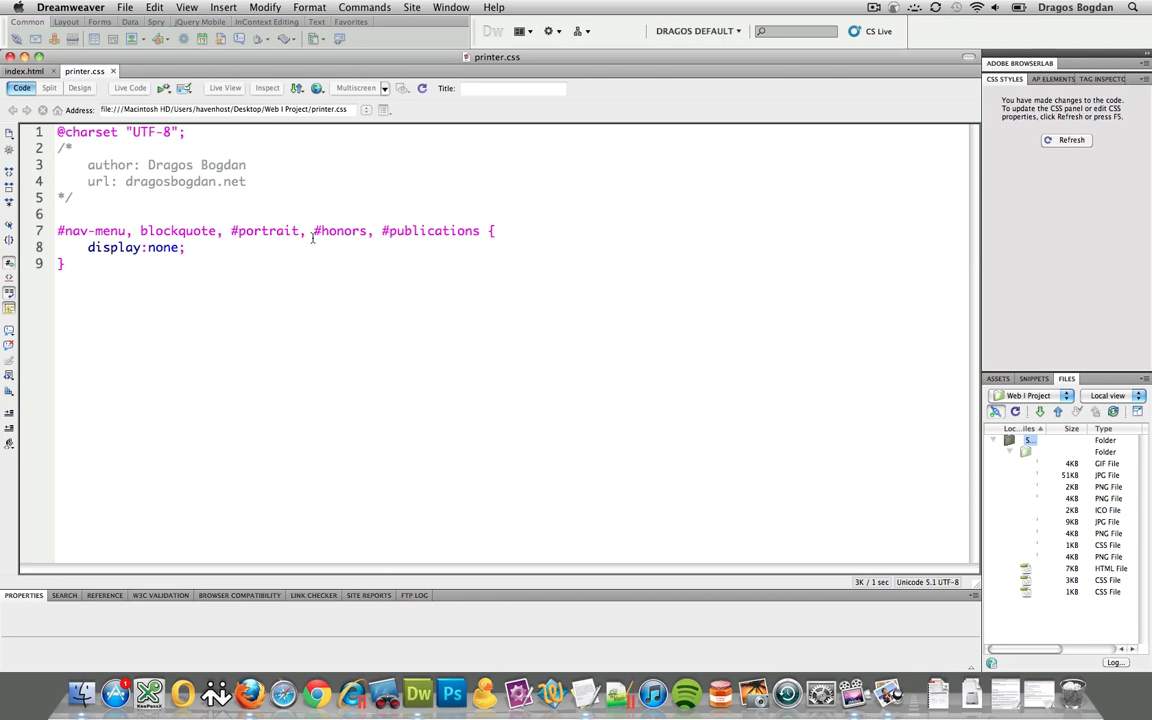 Dreamweaver File Edit View Insert Modify Format Commands Site Window Help Dragos Bogdan
Common Layout Forms Data Spry jQuery Mobile InContext Editing Text Favorites
Dw DRAGOS DEFAULT CS Live
printer.css
index.html printer.css
Code Split Design Live Code Live View Inspect Multiscreen Title:
Address: file:///Macintosh HD/Users/havenhost/Desktop/Web I Project/printer.css
1 @charset "UTF-8";
2 /*
3 author: Dragos Bogdan
4 url: dragosbogdan.net
5 */
6
7 #nav-menu, blockquote, #portrait, #honors, #publications {
8 display:none;
9 }
3K / 1 sec Unicode 5.1 UTF-8
PROPERTIES SEARCH REFERENCE W3C VALIDATION BROWSER COMPATIBILITY LINK CHECKER SITE REPORTS FTP LOG
ADOBE BROWSERLAB
CSS STYLES AP ELEMENTS TAG INSPECTO
You have made changes to the code.
To update the CSS panel or edit CSS
properties, click Refresh or press F5.
Refresh
ASSETS SNIPPETS FILES
Web I Project Local view
Loc...iles Size Type
S... Folder
Folder
4KB GIF File
51KB JPG File
2KB PNG File
4KB PNG File
2KB ICO File
9KB JPG File
4KB PNG File
1KB CSS File
4KB PNG File
7KB HTML File
3KB CSS File
1KB CSS File
Log...
Dw Ps